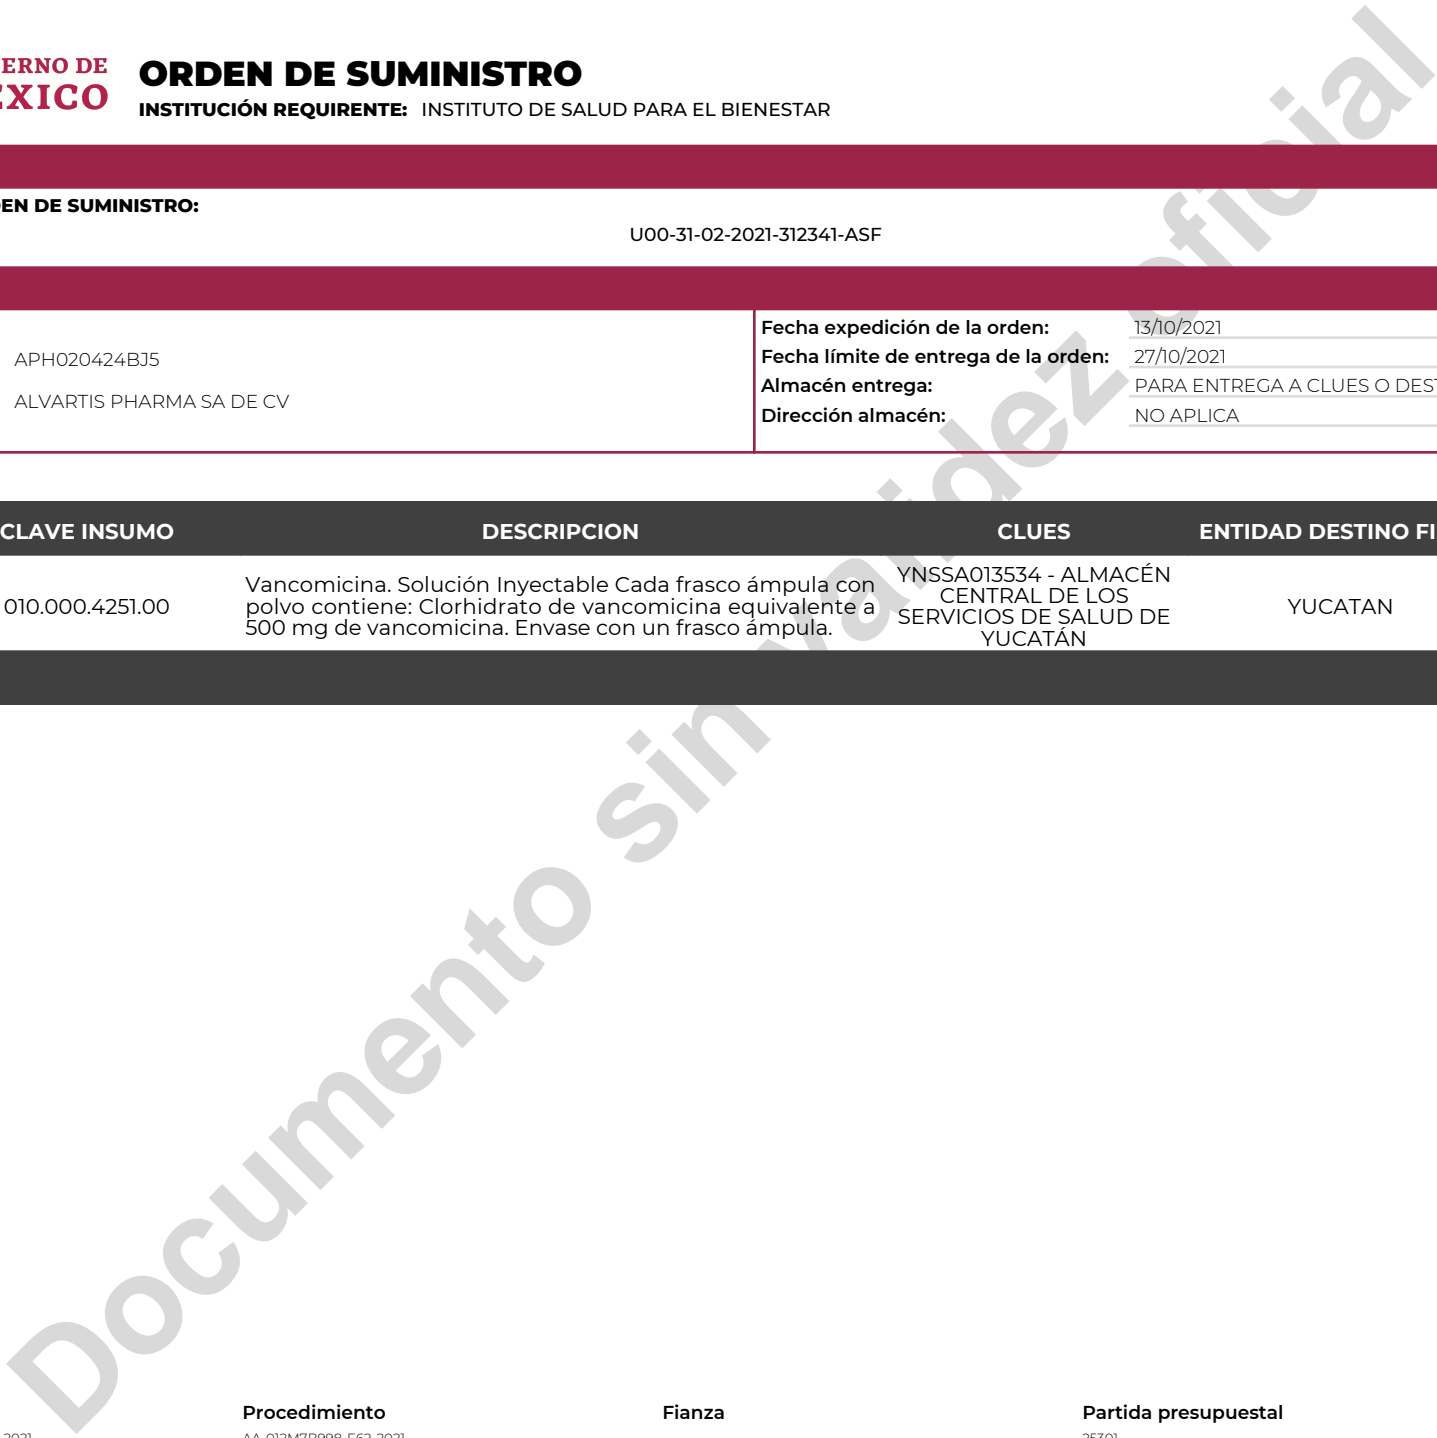 ERNO DE
EXICO
ORDEN DE SUMINISTRO
INSTITUCIÓN REQUIRENTE: INSTITUTO DE SALUD PARA EL BIENESTAR
EN DE SUMINISTRO:
U00-31-02-2021-312341-ASF
APH020424BJ5
ALVARTIS PHARMA SA DE CV
Fecha expedición de la orden: 13/10/2021
Fecha límite de entrega de la orden: 27/10/2021
Almacén entrega: PARA ENTREGA A CLUES O DEST
Dirección almacén: NO APLICA
CLAVE INSUMO DESCRIPCION CLUES ENTIDAD DESTINO FI
010.000.4251.00
Vancomicina. Solución Inyectable Cada frasco ámpula con
polvo contiene: Clorhidrato de vancomicina equivalente a
500 mg de vancomicina. Envase con un frasco ámpula.
YNSSA013534 - ALMACÉN
CENTRAL DE LOS
SERVICIOS DE SALUD DE
YUCATÁN
YUCATAN
Documento sin validez oficial
Procedimiento Fianza Partida presupuestal